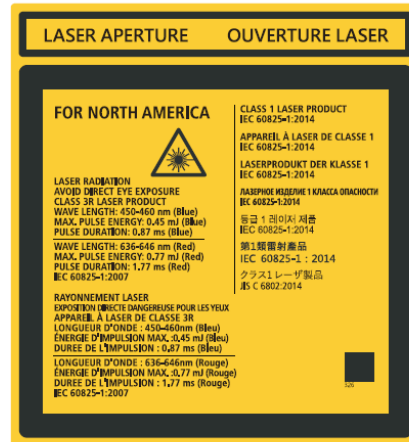 LASER APERTURE OUVERTURE LASER
FOR NORTH AMERICA
LASER RADIATION
AVOID DIRECT EYE EXPOSURE
CLASS 3R LASER PRODUCT
WAVE LENGTH: 450-460 nm (Blue)
MAX. PULSE ENERGY: 0.45 mJ (Blue)
PULSE DURATION: 0.87 ms (Blue)
WAVE LENGTH: 636-646 nm (Red)
MAX. PULSE ENERGY: 0.77 mJ (Red)
PULSE DURATION: 1.77 ms (Red)
IEC 60825-1:2007
RAYONNEMENT LASER
EXPOSITION DIRECTE DANGEREUSE POUR LES YEUX
APPAREIL À LASER DE CLASSE 3R
LONGUEUR D'ONDE : 450-460nm (Bleu)
ÉNERGIE D'IMPULSION MAX. :0.45 mJ (Bleu)
DUREE DE L'IMPULSION : 0,87 ms (Bleu)
LONGUEUR D'ONDE : 636-646nm (Rouge)
ÉNERGIE D'IMPULSION MAX. :0,77 mJ (Rouge)
DUREE DE L'IMPULSION : 1,77 ms (Rouge)
IEC 60825-1:2007
CLASS 1 LASER PRODUCT
IEC 60825-1:2014
APPAREIL À LASER DE CLASSE 1
IEC 60825-1:2014
LASERPRODUKT DER KLASSE 1
IEC 60825-1:2014
ЛАЗЕРНОЕ ИЗДЕЛИЕ 1 КЛАССА ОПАСНОСТИ
IEC 60825-1:2014
등급 1 레이저 제품
IEC 60825-1:2014
第1類雷射產品
IEC 60825-1 : 2014
クラス1 レーザ製品
JIS C 6802:2014